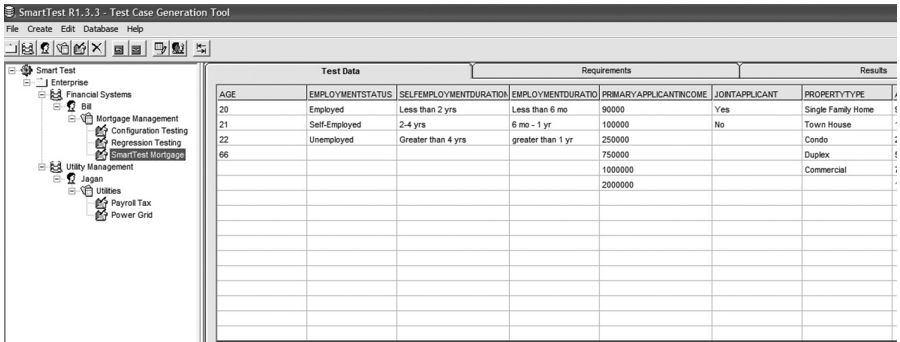 SmartTest R1.3.3 - Test Case Generation Tool
File Create Edit Database Help
Smart Test
Enterprise
Financial Systems
Bill
Mortgage Management
Configuration Testing
Regression Testing
SmartTest Mortgage
Utility Management
Jagan
Utilities
Payroll Tax
Power Grid
Test Data Requirements Results
AGE EMPLOYMENTSTATUS SELFEMPLOYMENTDURATION EMPLOYMENTDURATIO PRIMARYAPPLICANTINCOME JOINTAPPLICANT PROPERTYTYPE
20 Employed Less than 2 yrs Less than 6 mo 90000 Yes Single Family Home
21 Self-Employed 2-4 yrs 6 mo - 1 yr 100000 No Town House
22 Unemployed Greater than 4 yrs greater than 1 yr 250000 Condo
66 750000 Duplex
1000000 Commercial
2000000